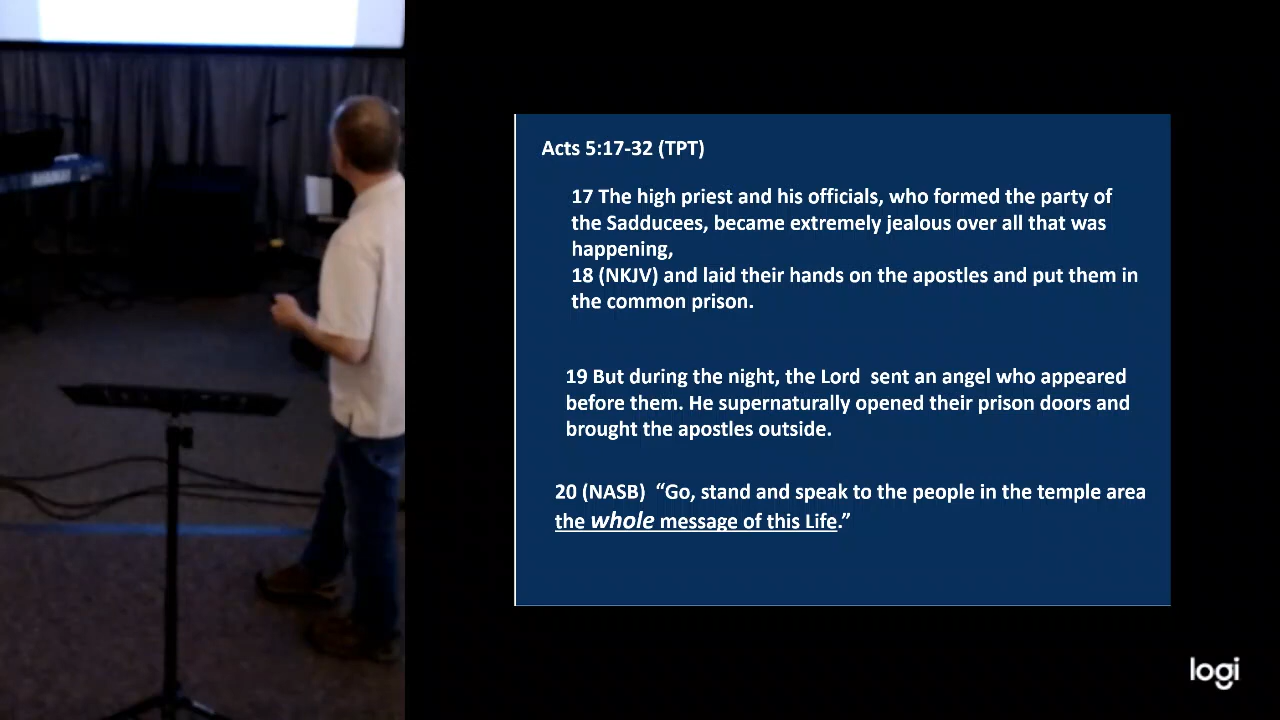 Acts 5:17-32 (TPT)
17 The high priest and his officials, who formed the party of
the Sadducees, became extremely jealous over all that was
happening,
18 (NKJV) and laid their hands on the apostles and put them in
the common prison.
19 But during the night, the Lord  sent an angel who appeared
before them. He supernaturally opened their prison doors and
brought the apostles outside.
20 (NASB)  “Go, stand and speak to the people in the temple area
the whole message of this Life.”
logi